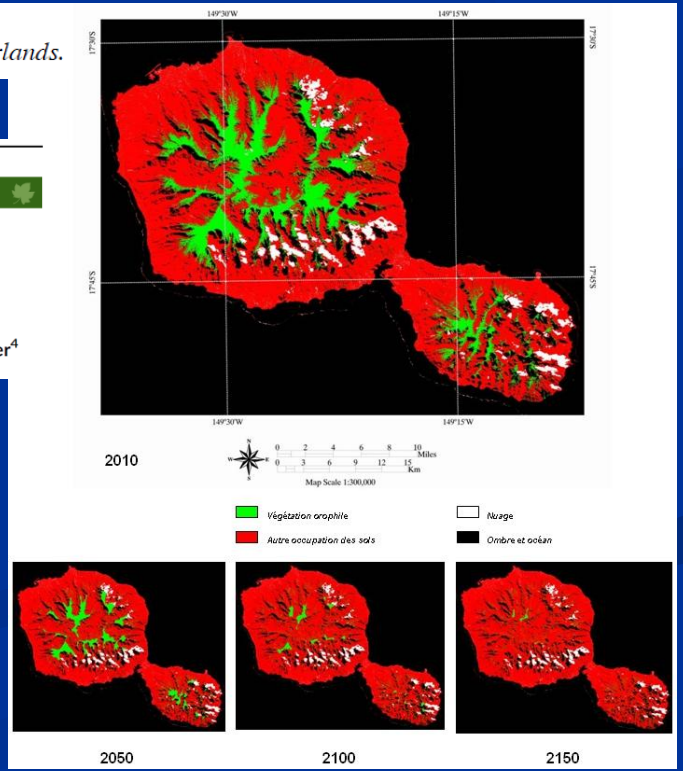 rlands.
er4
149°30'W 149°15'W
17°30'S 17°30'S
17°45'S 17°45'S
149°30'W 149°15'W
2010
N
W E
S
0 2 4 6 8 10
Miles
0 3 6 9 12 15
Km
Map Scale 1:300,000
Végétation orophile Nuage
Autre occupation des sols Ombre et océan
2050 2100 2150